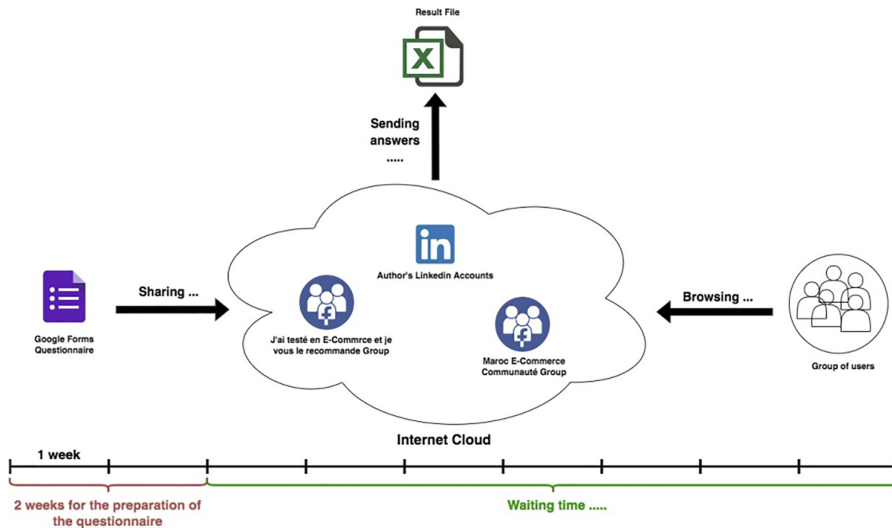 Result File
Sending
answers
.....
Author's Linkedin Accounts
Sharing ...
Browsing ...
Google Forms
Questionnaire
J'ai testé en E-Commrce et je
vous le recommande Group
Maroc E-Commerce
Communauté Group
Group of users
Internet Cloud
1 week
2 weeks for the preparation of
the questionnaire
Waiting time .....